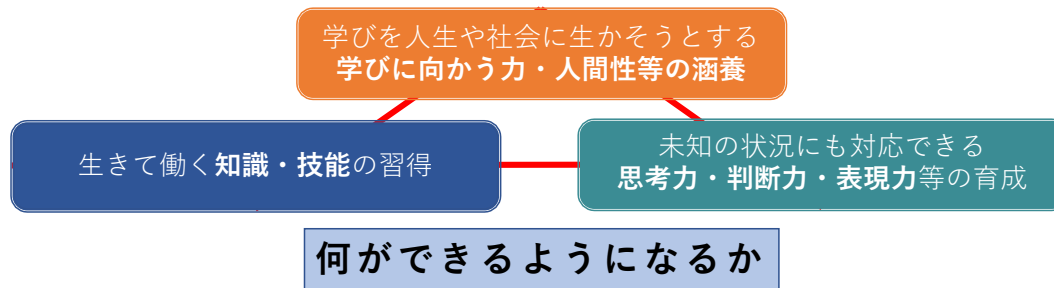 学びを人生や社会に生かそうとする
学びに向かう力・人間性等の涵養
生きて働く知識・技能の習得
未知の状況にも対応できる
思考力・判断力・表現力等の育成
何ができるようになるか